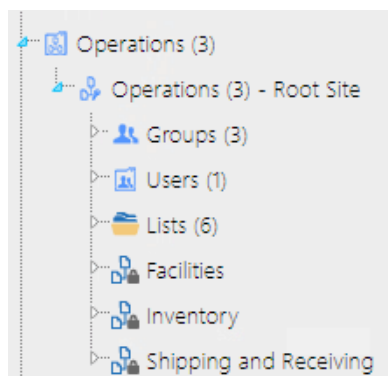 Operations (3)
Operations (3) - Root Site
Groups (3)
Users (1)
Lists (6)
Facilities
Inventory
Shipping and Receiving